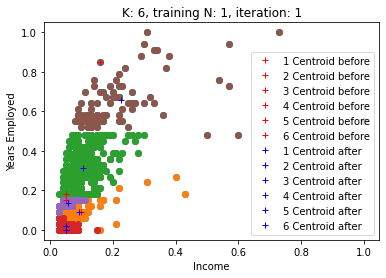 K: 6, training N: 1, iteration: 1
Years Employed
1.0
0.8
0.6
0.4
0.2
0.0
1 Centroid before
2 Centroid before
3 Centroid before
4 Centroid before
5 Centroid before
6 Centroid before
1 Centroid after
2 Centroid after
3 Centroid after
4 Centroid after
5 Centroid after
6 Centroid after
0.0 0.2 0.4 0.6 0.8 1.0
Income